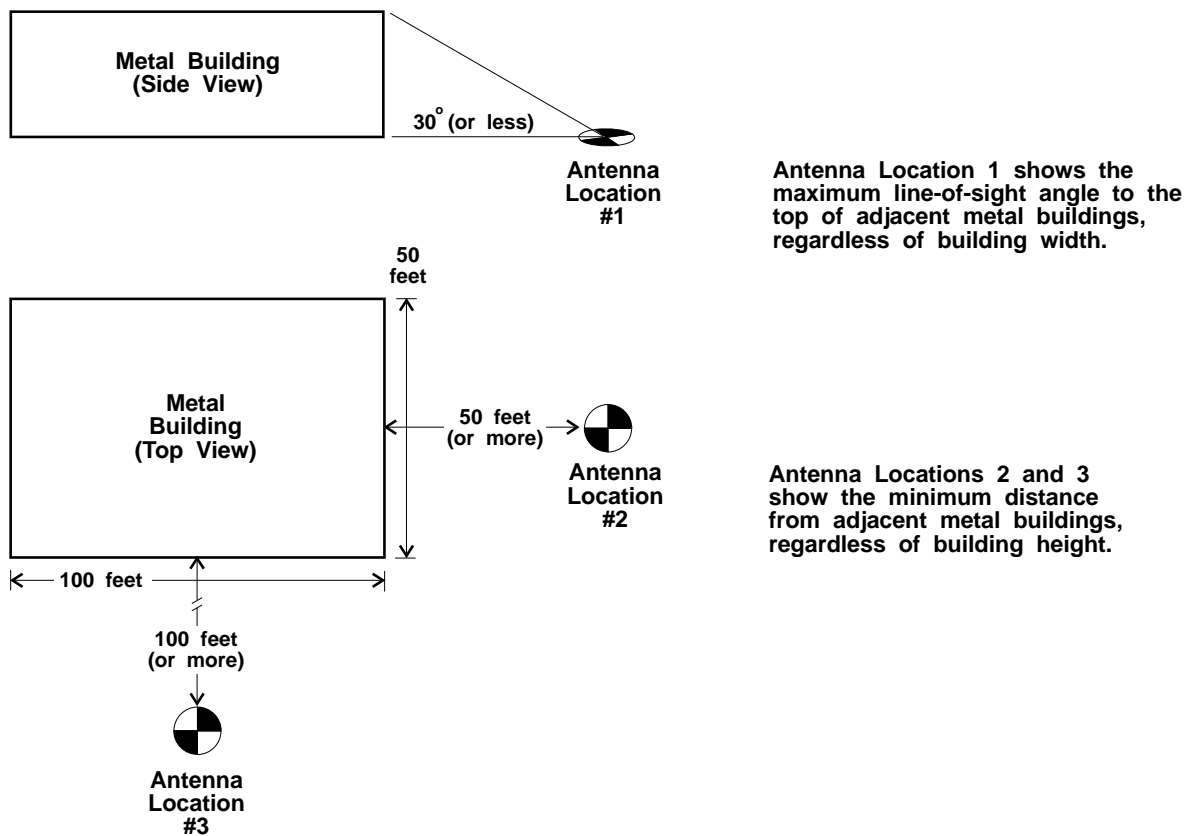 Metal Building
(Side View)
30° (or less)
Antenna
Location
#1
Antenna Location 1 shows the
maximum line-of-sight angle to the
top of adjacent metal buildings,
regardless of building width.
50
feet
Metal
Building
(Top View)
50 feet
(or more)
Antenna
Location
#2
Antenna Locations 2 and 3
show the minimum distance
from adjacent metal buildings,
regardless of building height.
100 feet
100 feet
(or more)
Antenna
Location
#3